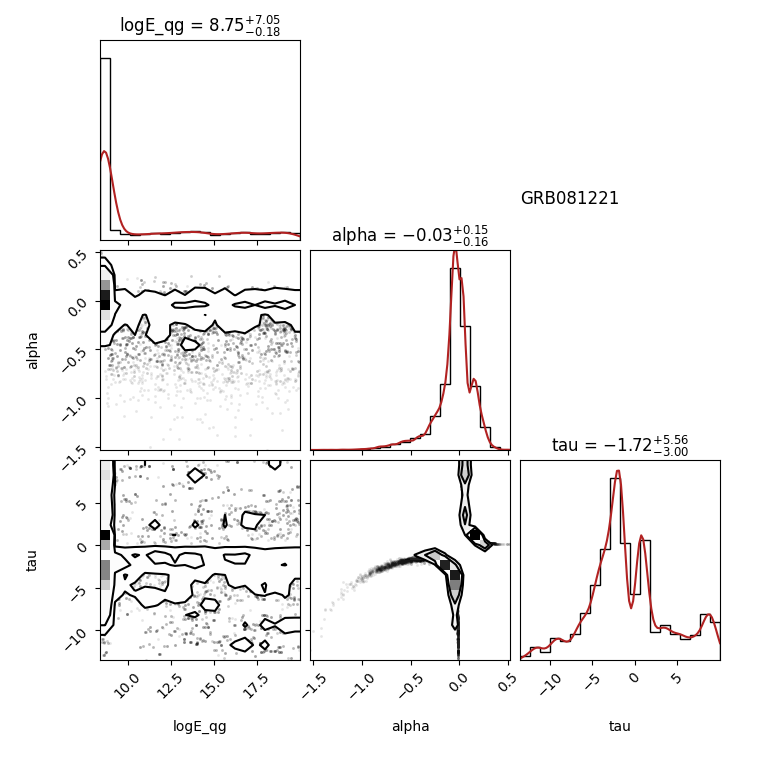 logE_qg = 8.75+7.05−0.18
GRB081221
alpha = −0.03+0.15−0.16
0.5
0.0
−0.5
−1.0
−1.5
alpha
tau = −1.72+5.56−3.00
5
0
−5
−10
tau
10.0 12.5 15.0 17.5
−1.5 −1.0 −0.5 0.0 0.5
−10 −5 0 5
logE_qg alpha tau